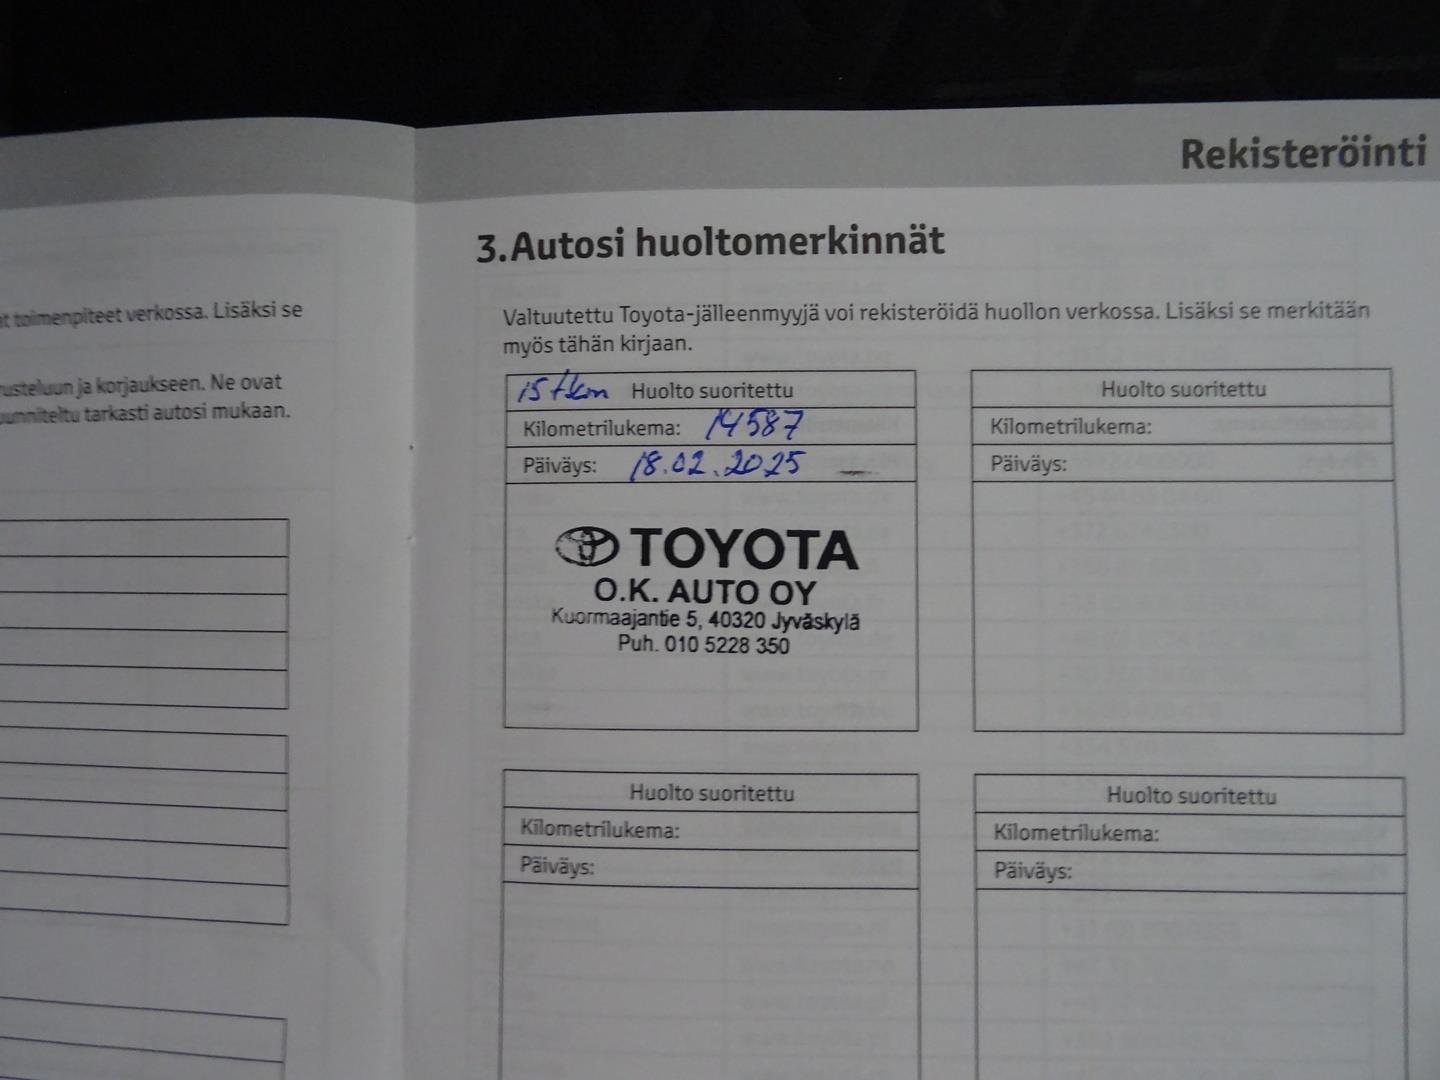 Rekisteröinti
toimenpiteet verkossa. Lisäksi se
ja korjaukseen. Ne ovat
tarkasti autosi mukaan.
3.Autosi huoltomerkinnät
Valtuutettu Toyota-jälleenmyyjä voi rekisteröidä huollon verkossa. Lisäksi se merkitään
myös tähän kirjaan.
15 tkm Huolto suoritettu
Kilometrilukema: 14587
Päiväys: 18.02.2025
TOYOTA
O.K. AUTO OY
Kuormaajantie 5, 40320 Jyväskylä
Puh. 010 5228 350
Huolto suoritettu
Kilometrilukema:
Päiväys:
Huolto suoritettu
Kilometrilukema:
Päiväys:
Huolto suoritettu
Kilometrilukema:
Päiväys: